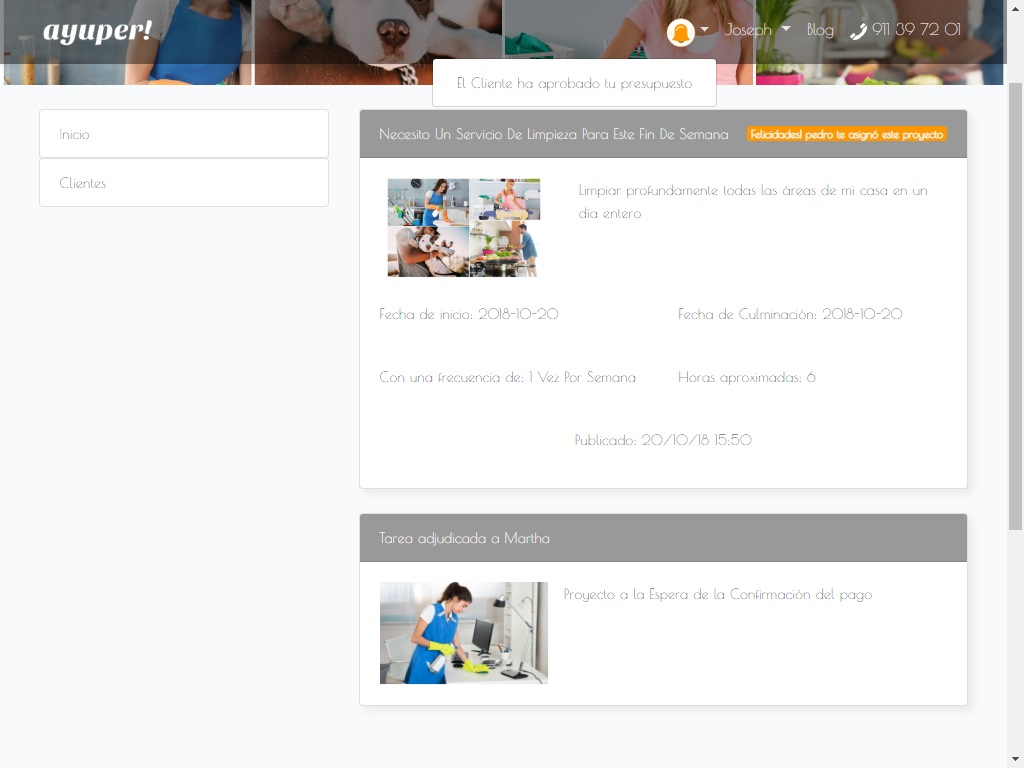 ayuper!
Joseph
Blog
911 39 72 01
El Cliente ha aprobado tu presupuesto
Inicio
Clientes
Necesito Un Servicio De Limpieza Para Este Fin De Semana
Felicidades! pedro te asignó este proyecto
Limpiar profundamente todas las áreas de mi casa en un
día entero
Fecha de inicio: 2018-10-20
Fecha de Culminación: 2018-10-20
Con una frecuencia de: 1 Vez Por Semana
Horas aproximadas: 6
Publicado: 20/10/18 15:50
Tarea adjudicada a Martha
Proyecto a la Espera de la Confirmación del pago